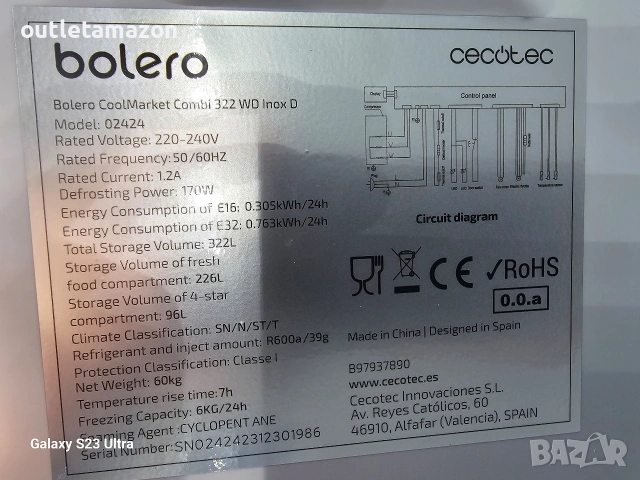 outletamazon
bolero
cecotec
Bolero CoolMarket Combi 322 WD Inox D
Model: 02424
Rated Voltage: 220-240V
Rated Frequency: 50/60HZ
Rated Current: 1.2A
Defrosting Power: 170W
Energy Consumption of E16: 0.305kWh/24h
Energy Consumption of E32: 0.763kWh/24h
Total Storage Volume: 322L
Storage Volume of fresh
food compartment: 226L
Storage Volume of 4-star
compartment: 96L
Climate Classification: SN/N/ST/T
Refrigerant and inject amount: R600a/39g
Protection Classification: Classe I
Net Weight: 60kg
Temperature rise time: 7h
Freezing Capacity: 6KG/24h
Foaming Agent :CYCLOPENTANE
Serial Number: SN024242312301986
Display
Control panel
Circuit diagram
CE
✓RoHS
0.0.a
Made in China | Designed in Spain
B97937890
www.cecotec.es
Cecotec Innovaciones S.L.
Av. Reyes Católicos, 60
46910, Alfafar (Valencia), SPAIN
Galaxy S23 Ultra
BAZAR